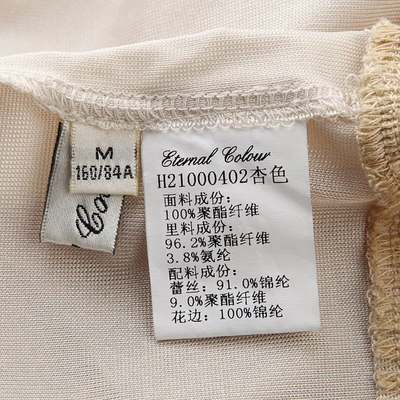 M
160/84A
Eternal Colour
H21000402杏色
面料成份:
100%聚酯纤维
里料成份:
96.2%聚酯纤维
3.8%氨纶
配料成份:
蕾丝: 91.0%锦纶
9.0%聚酯纤维
花边: 100%锦纶